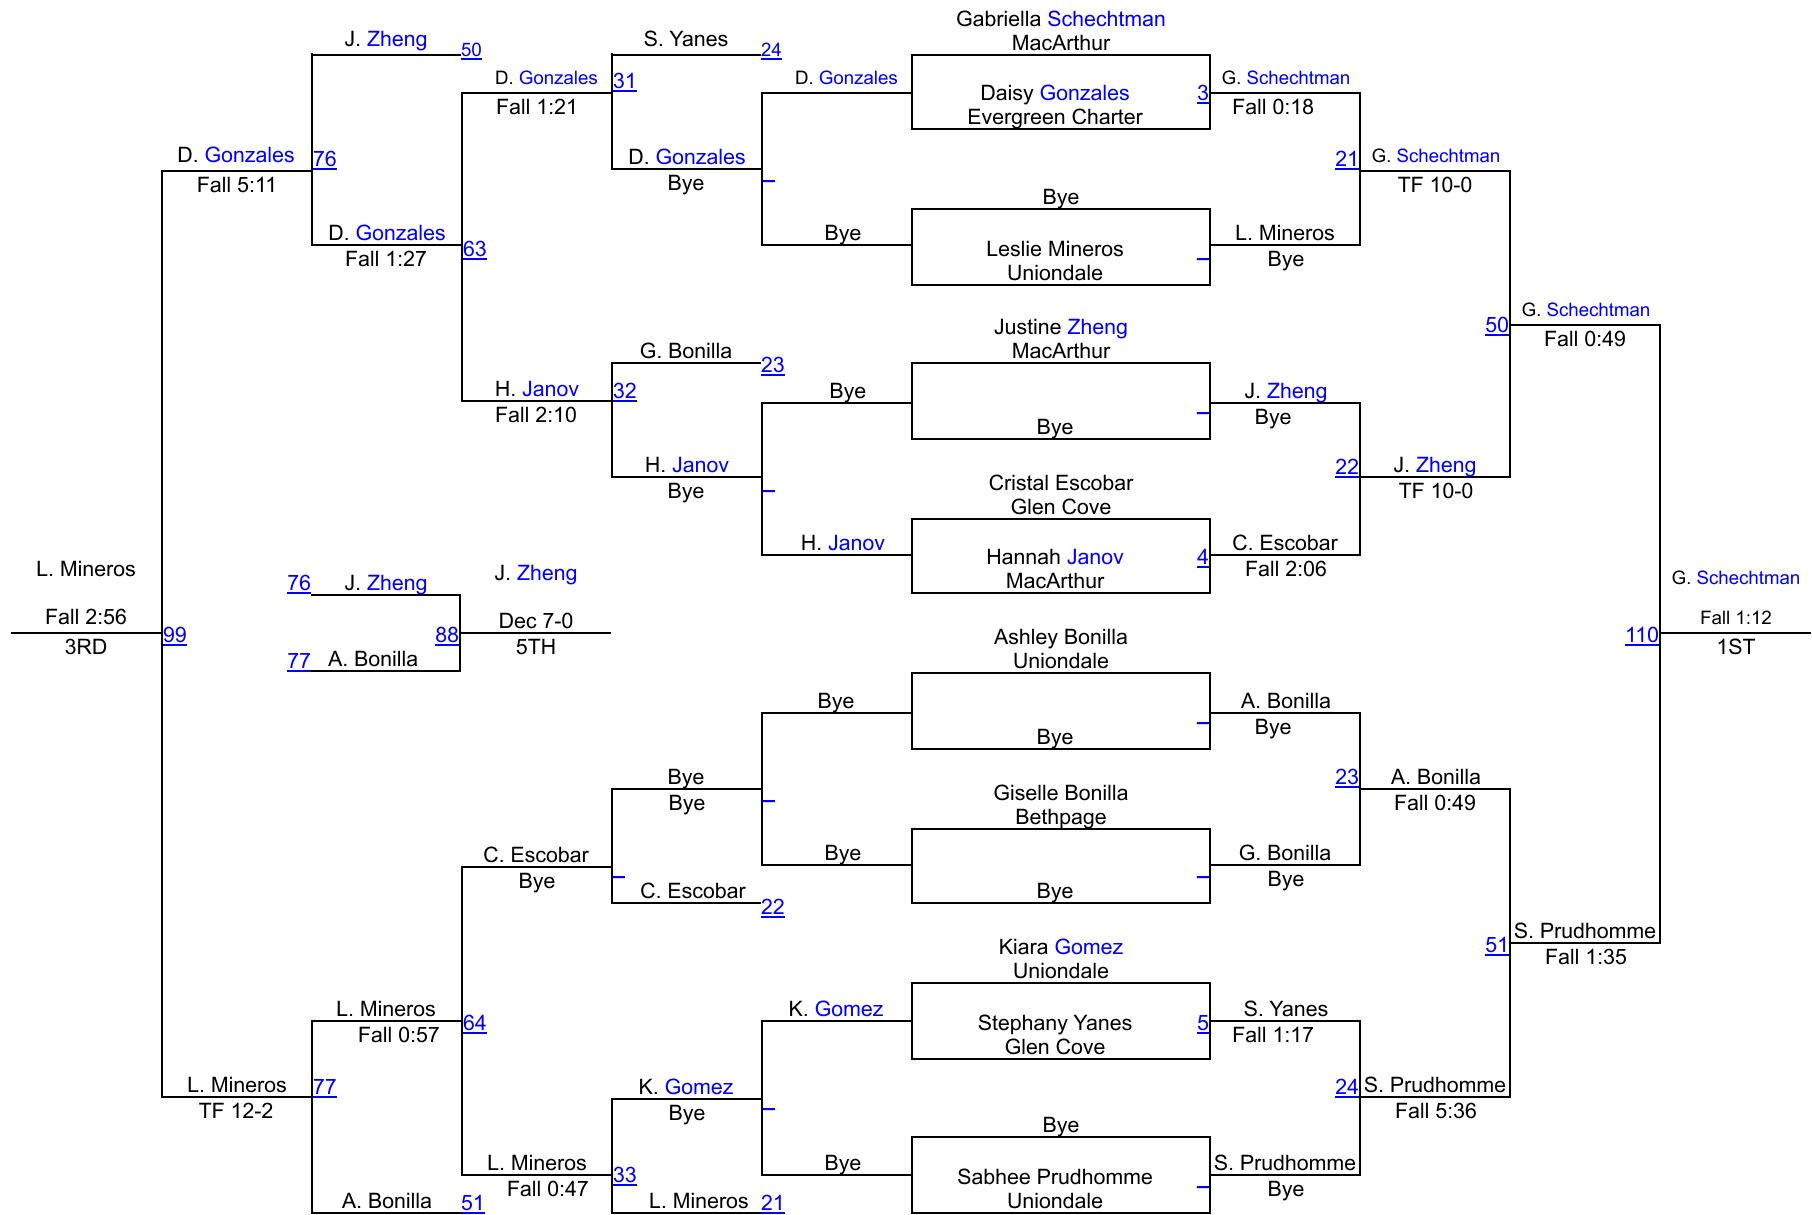 Gabriella Schechtman
MacArthur
J. Zheng
50
S. Yanes
24
D. Gonzales
31
Fall 1:21
D. Gonzales
Daisy Gonzales
3
Evergreen Charter
G. Schechtman
Fall 0:18
D. Gonzales
76
Fall 5:11
D. Gonzales
Bye
21
G. Schechtman
TF 10-0
Bye
D. Gonzales
63
Fall 1:27
Bye
Leslie Mineros
Uniondale
L. Mineros
Bye
Justine Zheng
MacArthur
50
G. Schechtman
Fall 0:49
G. Bonilla
23
H. Janov
32
Fall 2:10
Bye
Bye
J. Zheng
Bye
H. Janov
Bye
22
J. Zheng
TF 10-0
Cristal Escobar
Glen Cove
H. Janov
Hannah Janov
4
MacArthur
C. Escobar
Fall 2:06
L. Mineros
Fall 2:56
99
3RD
76
J. Zheng
J. Zheng
88
Dec 7-0
5TH
77
A. Bonilla
G. Schechtman
110
Fall 1:12
1ST
Ashley Bonilla
Uniondale
Bye
Bye
A. Bonilla
Bye
Bye
Bye
Giselle Bonilla
Bethpage
23
A. Bonilla
Fall 0:49
C. Escobar
Bye
Bye
Bye
G. Bonilla
Bye
C. Escobar
22
Kiara Gomez
Uniondale
51
S. Prudhomme
Fall 1:35
L. Mineros
64
Fall 0:57
K. Gomez
Stephany Yanes
5
Glen Cove
S. Yanes
Fall 1:17
L. Mineros
77
TF 12-2
K. Gomez
Bye
24
S. Prudhomme
Fall 5:36
Bye
L. Mineros
33
Fall 0:47
Bye
Sabhee Prudhomme
Uniondale
S. Prudhomme
Bye
A. Bonilla
51
L. Mineros
21